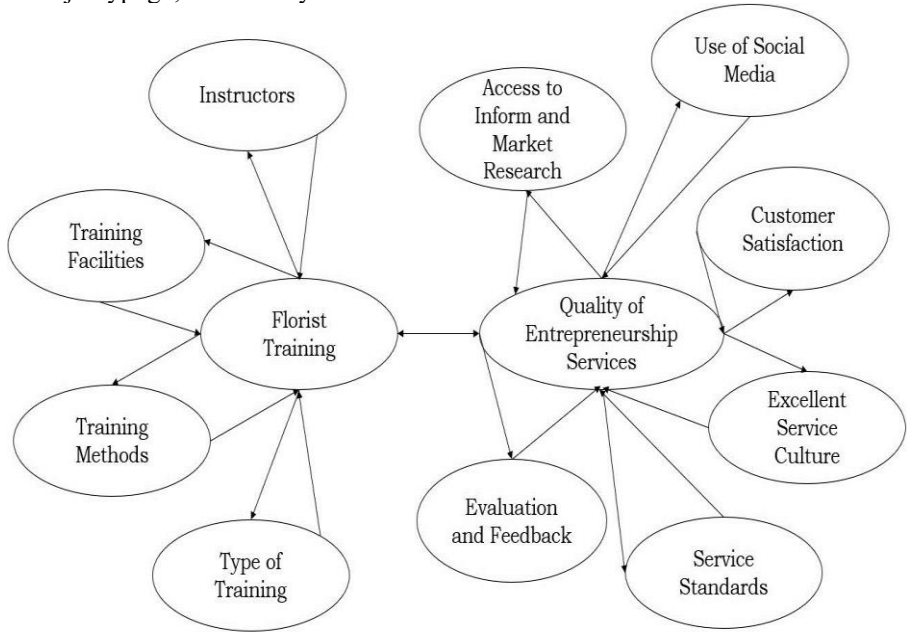 Use of Social
Media
Access to
Inform and
Market
Research
Instructors
Customer
Satisfaction
Training
Facilities
Florist
Training
Quality of
Entrepreneurship
Services
Training
Methods
Excellent
Service
Culture
Evaluation
and Feedback
Type of
Training
Service
Standards